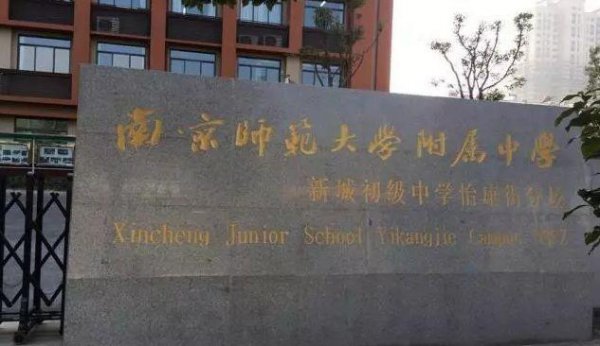 南京师范大学附属中学
新城初级中学怡康街分校
Xincheng Junior School Yikangjie Campus